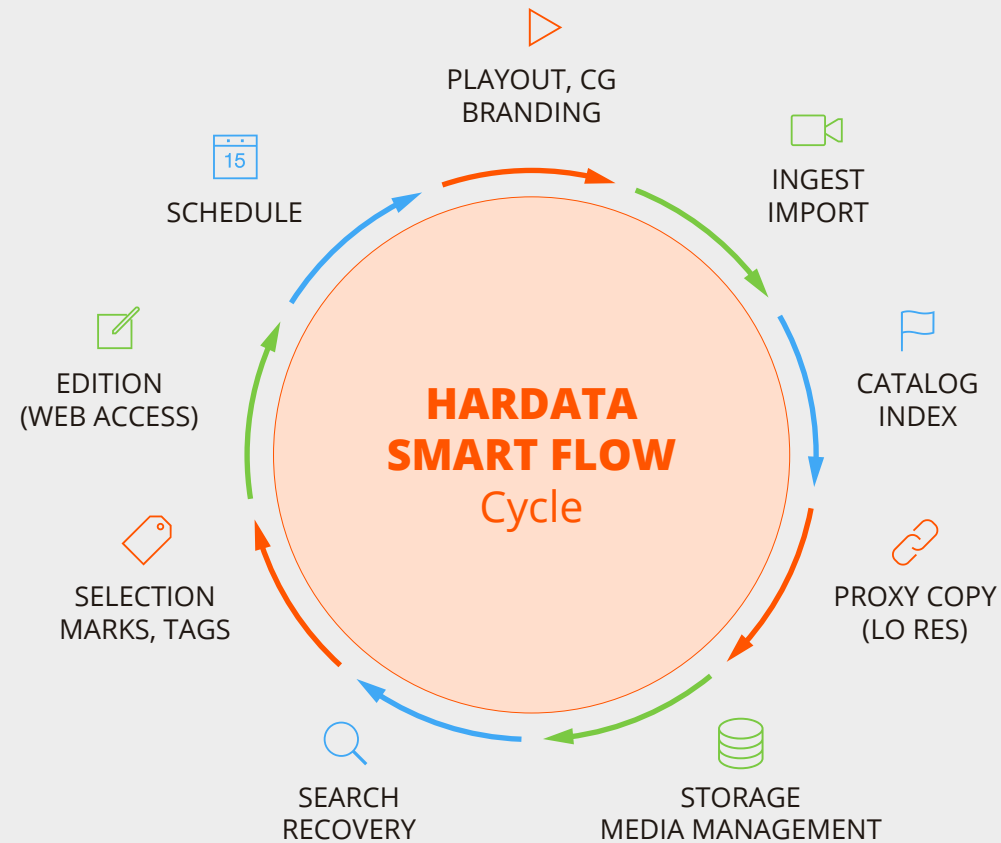 PLAYOUT, CG
BRANDING
INGEST
IMPORT
CATALOG
INDEX
PROXY COPY
(LO RES)
STORAGE
MEDIA MANAGEMENT
SEARCH
RECOVERY
SELECTION
MARKS, TAGS
EDITION
(WEB ACCESS)
15
SCHEDULE
HARDATA
SMART FLOW
Cycle